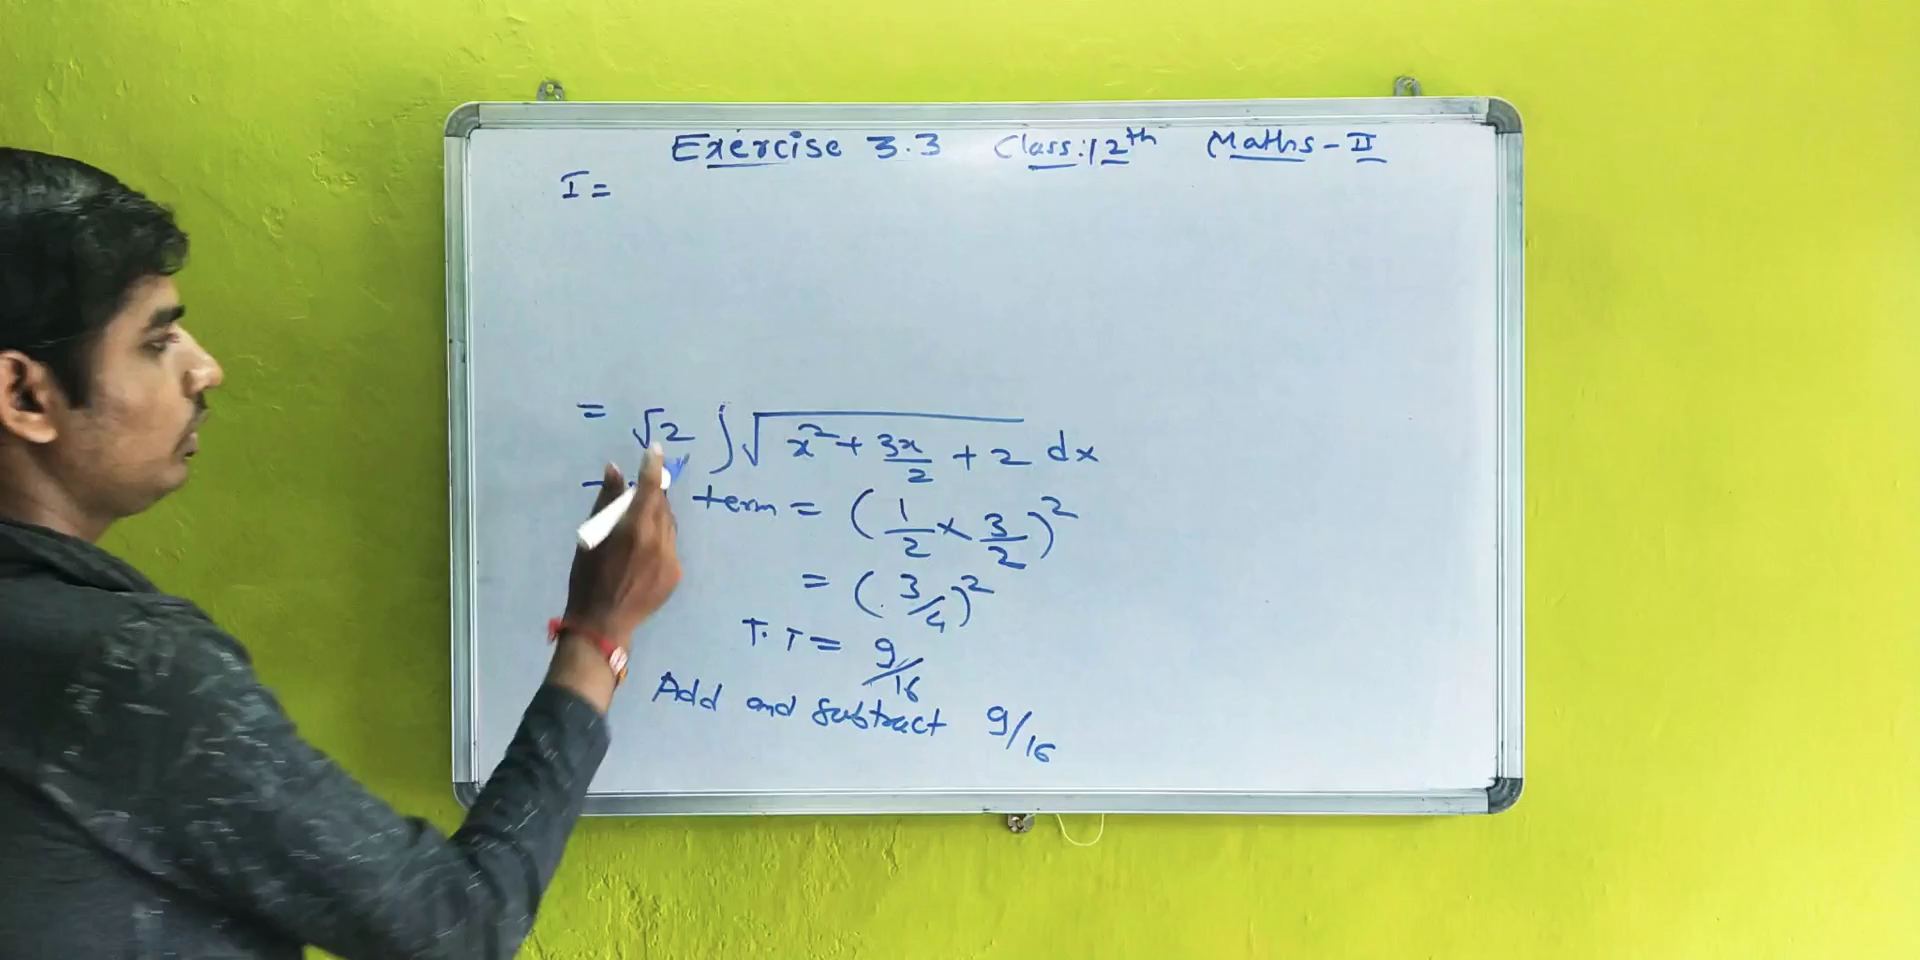 Exercise 3.3 Class:12th Maths-II
I =
= √2 ∫√(x² + 3x/2 + 2) dx
term = (1/2 × 3/2)²
= (3/4)²
T.T = 9/16
Add and subtract 9/16